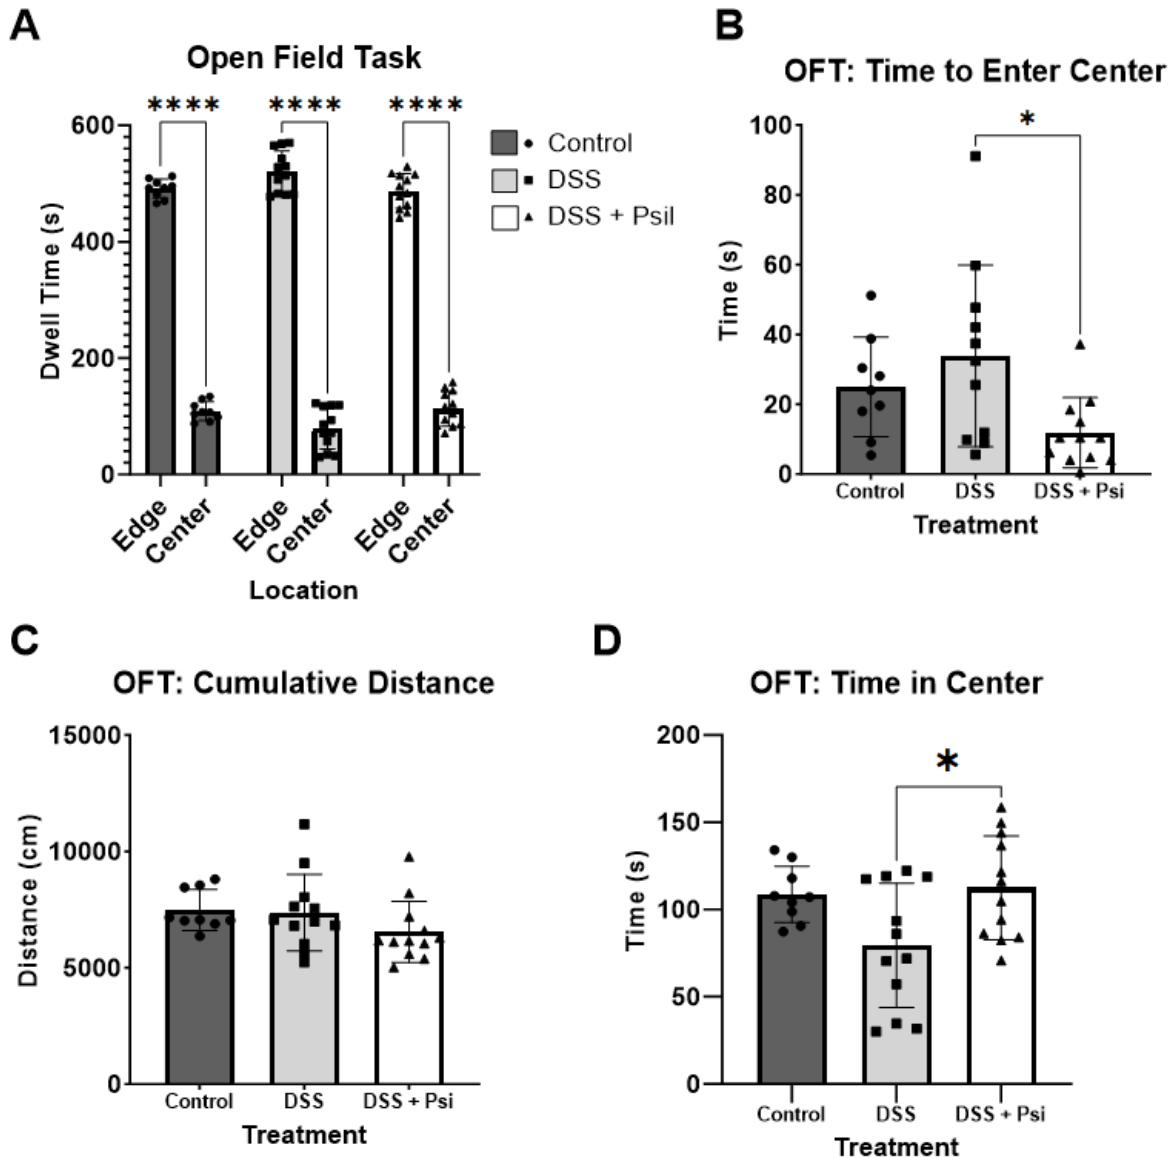 A
Open Field Task
**** **** ****
600
400
200
0
Dwell Time (s)
Edge
Center
Edge
Center
Edge
Center
Location
Control
DSS
DSS + Psil
B
OFT: Time to Enter Center
*
100
80
60
40
20
0
Time (s)
Control DSS DSS + Psi
Treatment
C
OFT: Cumulative Distance
15000
10000
5000
0
Distance (cm)
Control DSS DSS + Psi
Treatment
D
OFT: Time in Center
*
200
150
100
50
0
Time (s)
Control DSS DSS + Psi
Treatment